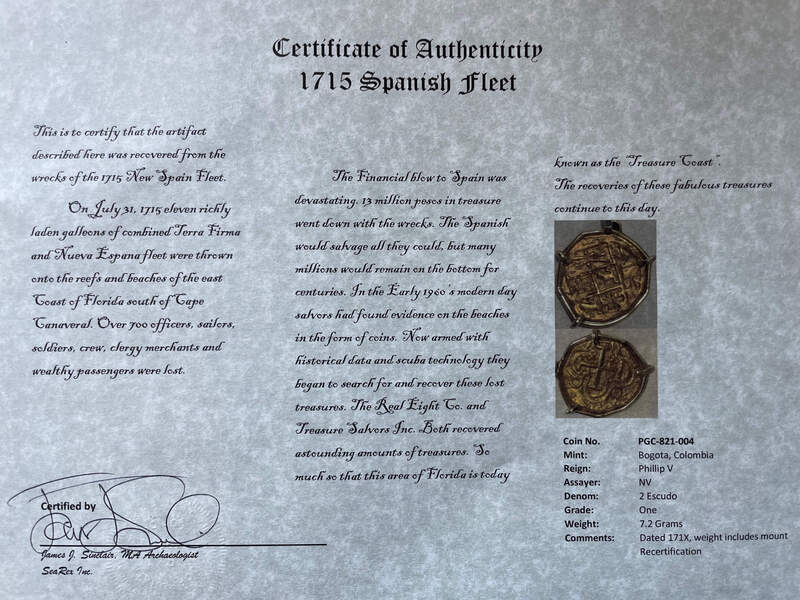 Certificate of Authenticity
1715 Spanish Fleet
This is to certify that the artifact
described here was recovered from the
wrecks of the 1715 New Spain Fleet.
On July 31, 1715 eleven richly
laden galleons of combined Terra Firma
and Nueva Espana fleet were thrown
onto the reefs and beaches of the east
Coast of Florida south of Cape
Canaveral. Over 700 officers, sailors,
soldiers, crew, clergy merchants and
wealthy passengers were lost.
The Financial blow to Spain was
devastating. 13 million pesos in treasure
went down with the wrecks. The Spanish
would salvage all they could, but many
millions would remain on the bottom for
centuries. In the Early 1960's modern day
salvors had found evidence on the beaches
in the form of coins. Now armed with
historical data and scuba technology they
began to search for and recover these lost
treasures. The Real Eight Co. and
Treasure Salvors Inc. Both recovered
astounding amounts of treasures. So
much so that this area of Florida is today
known as the "Treasure Coast".
The recoveries of these fabulous treasures
continue to this day.
Coin No. PGC-821-004
Mint: Bogota, Colombia
Reign: Phillip V
Assayer: NV
Denom: 2 Escudo
Grade: One
Weight: 7.2 Grams
Comments: Dated 171X, weight includes mount
Recertification
Certified by
James J. Sinclair, MA Archaeologist
SeaRex Inc.